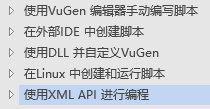 使用VuGen 编辑器手动编写脚本
在外部IDE 中创建脚本
使用DLL 并自定义VuGen
在Linux 中创建和运行脚本
使用XML API 进行编程